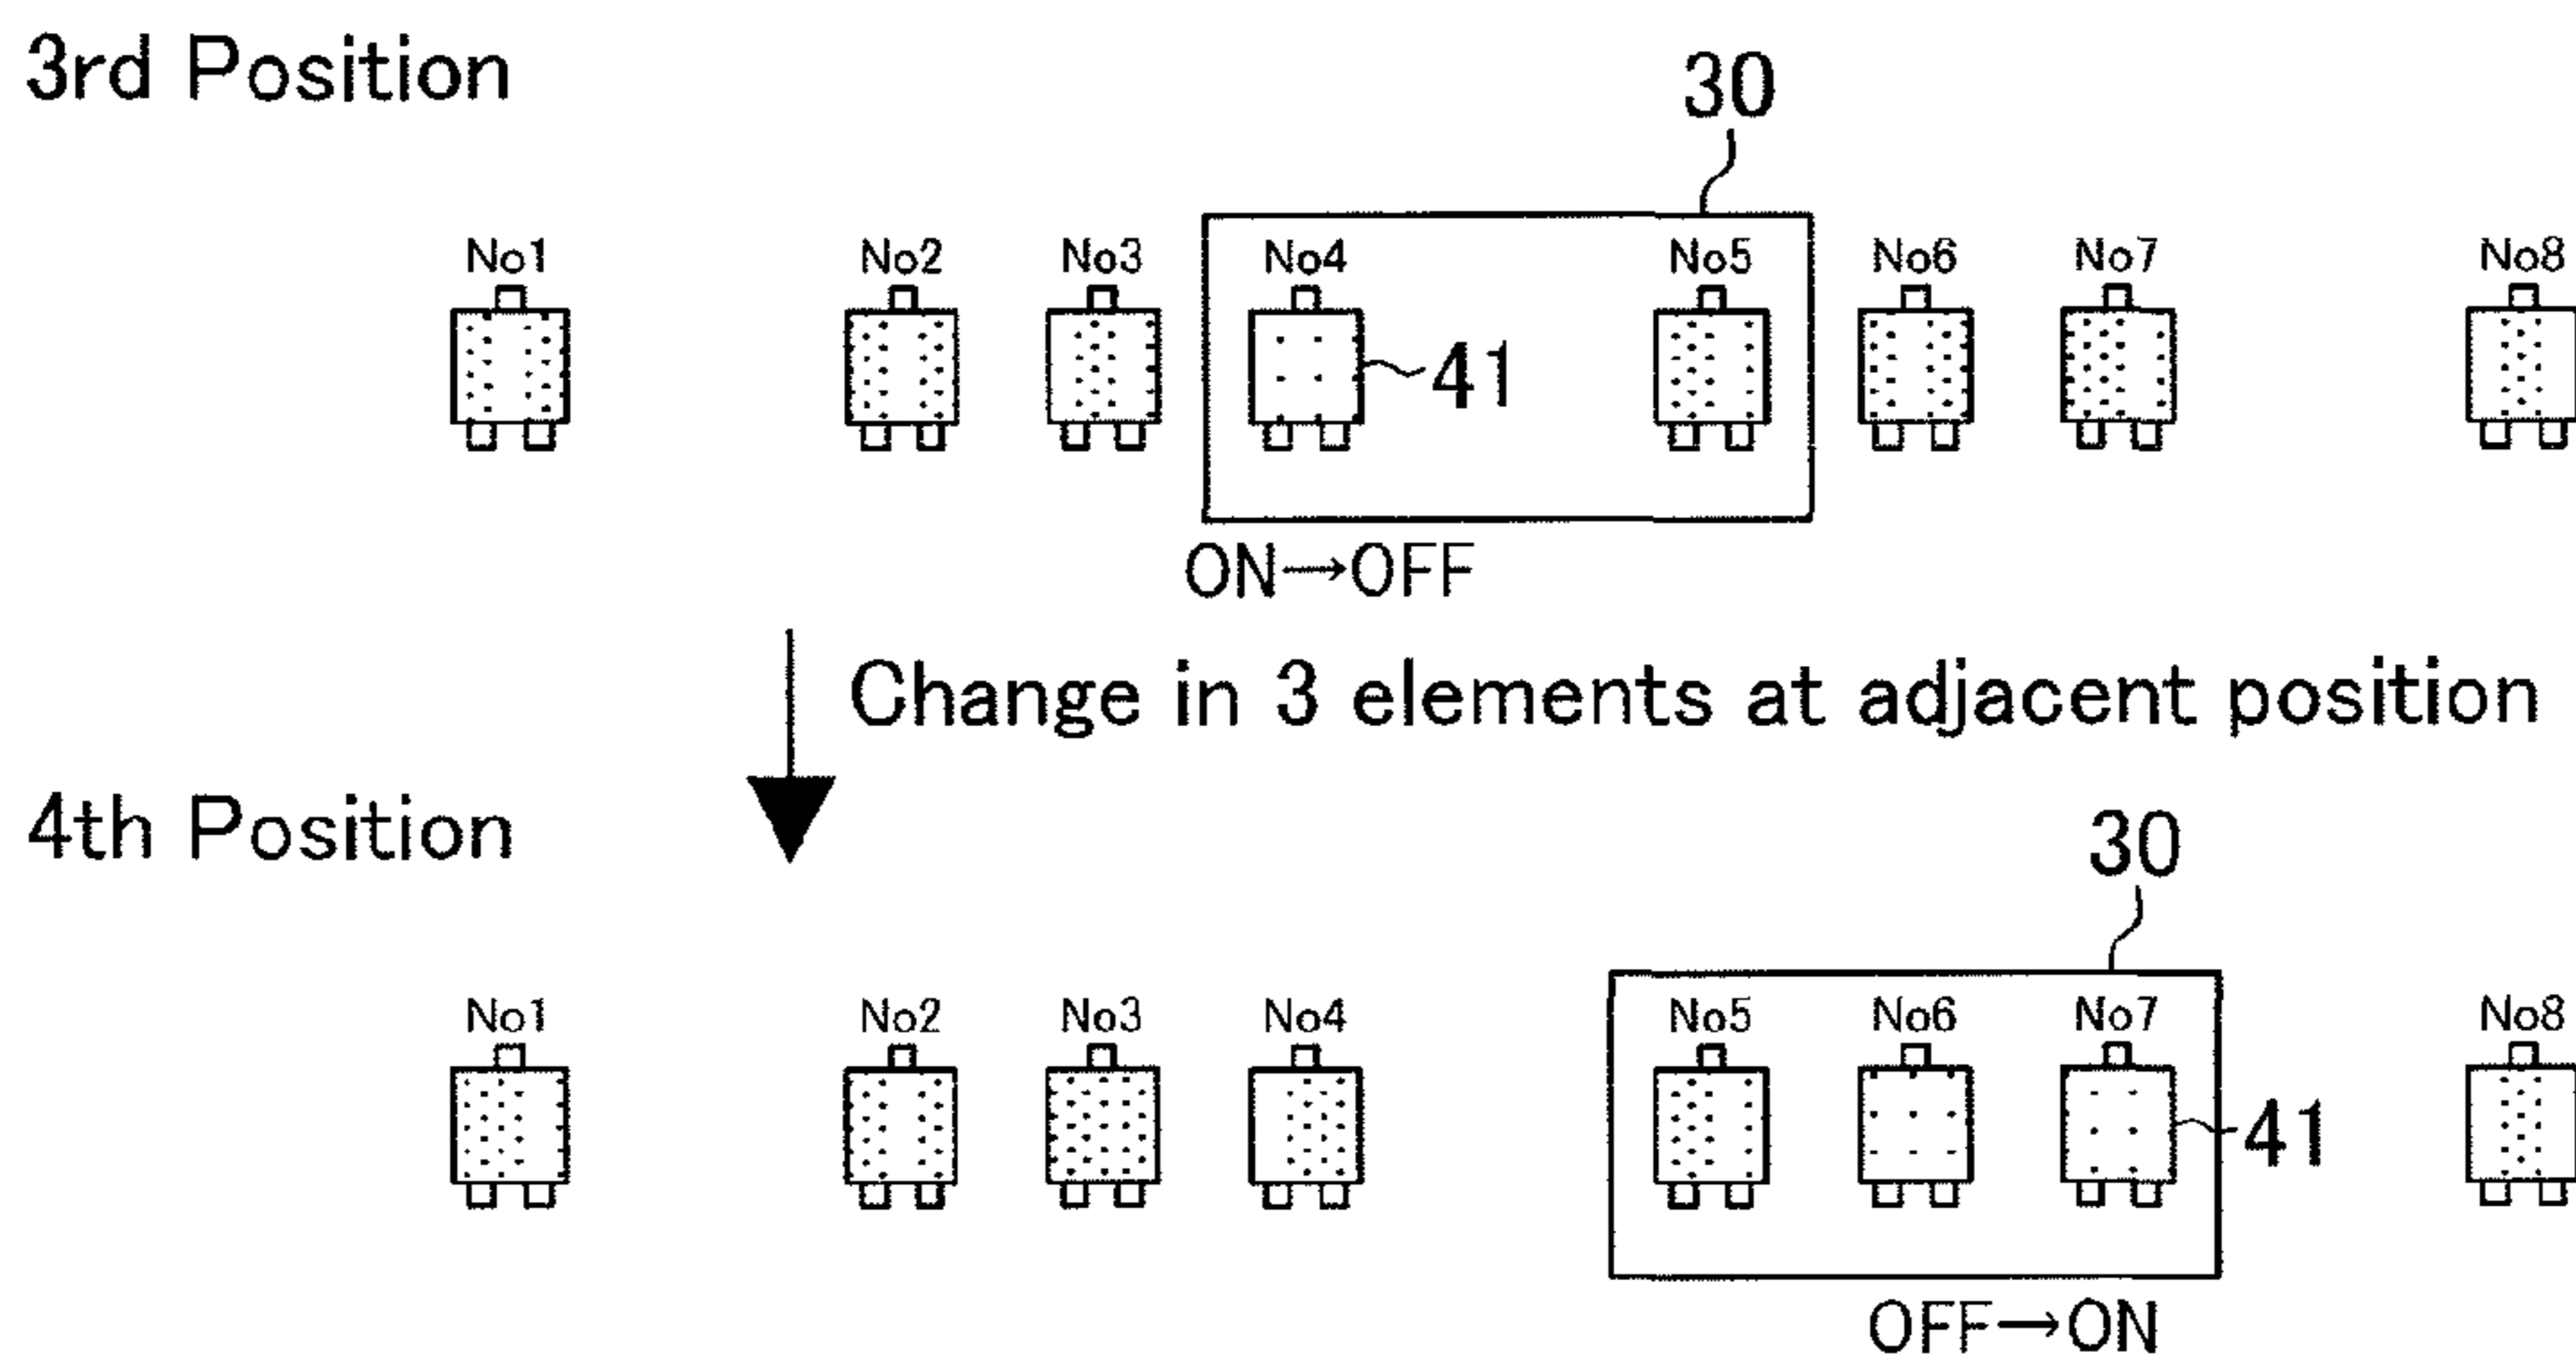 3rd Position
30
No1 No2 No3 No4 No5 No6 No7 No8
41
ON→OFF
Change in 3 elements at adjacent position
4th Position
30
No1 No2 No3 No4 No5 No6 No7 No8
41
OFF→ON